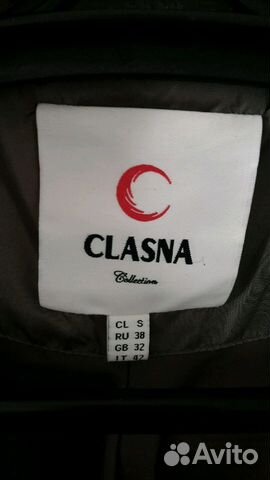 CLASNA
Collection
CL S
RU 38
GB 32
IT 42
Avito